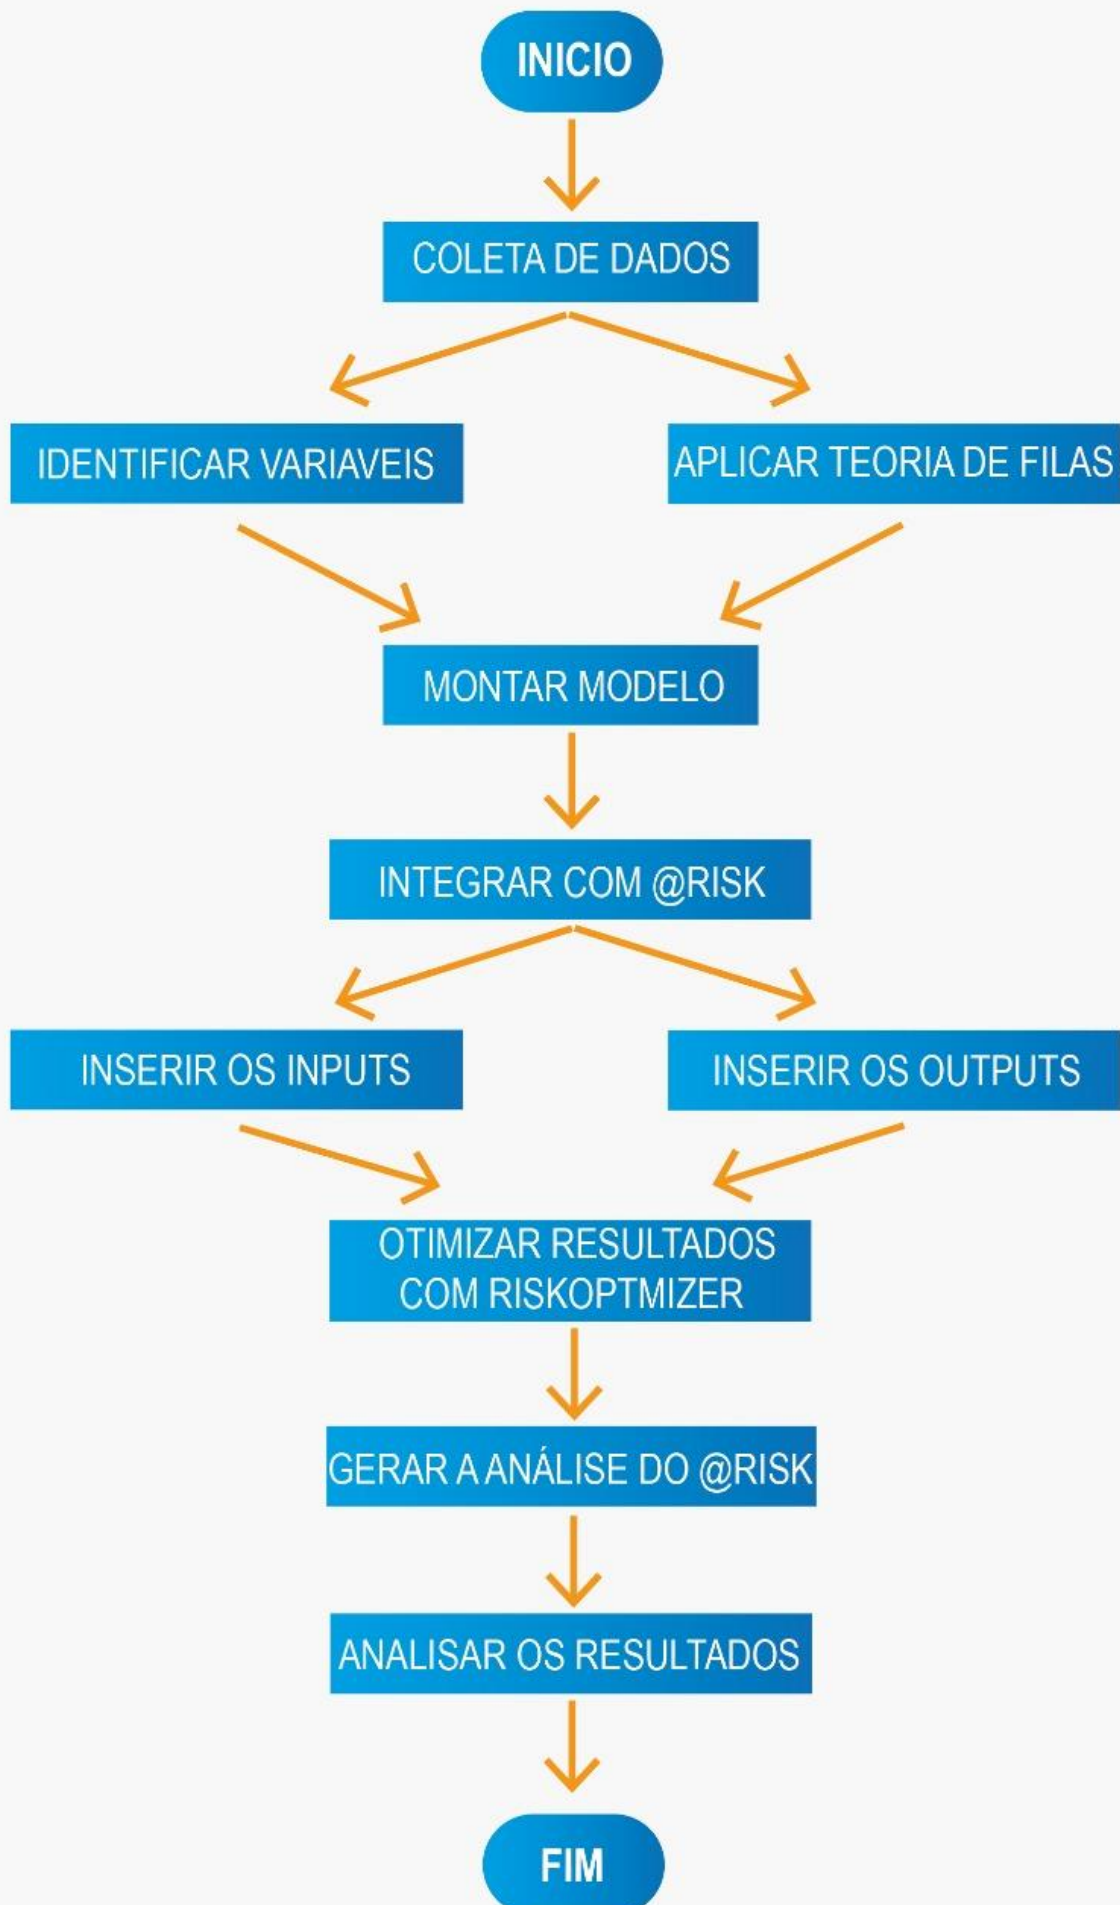 INICIO
COLETA DE DADOS
IDENTIFICAR VARIAVEIS
APLICAR TEORIA DE FILAS
MONTAR MODELO
INTEGRAR COM @RISK
INSERIR OS INPUTS
INSERIR OS OUTPUTS
OTIMIZAR RESULTADOS
COM RISKOPTMIZER
GERAR A ANÁLISE DO @RISK
ANALISAR OS RESULTADOS
FIM